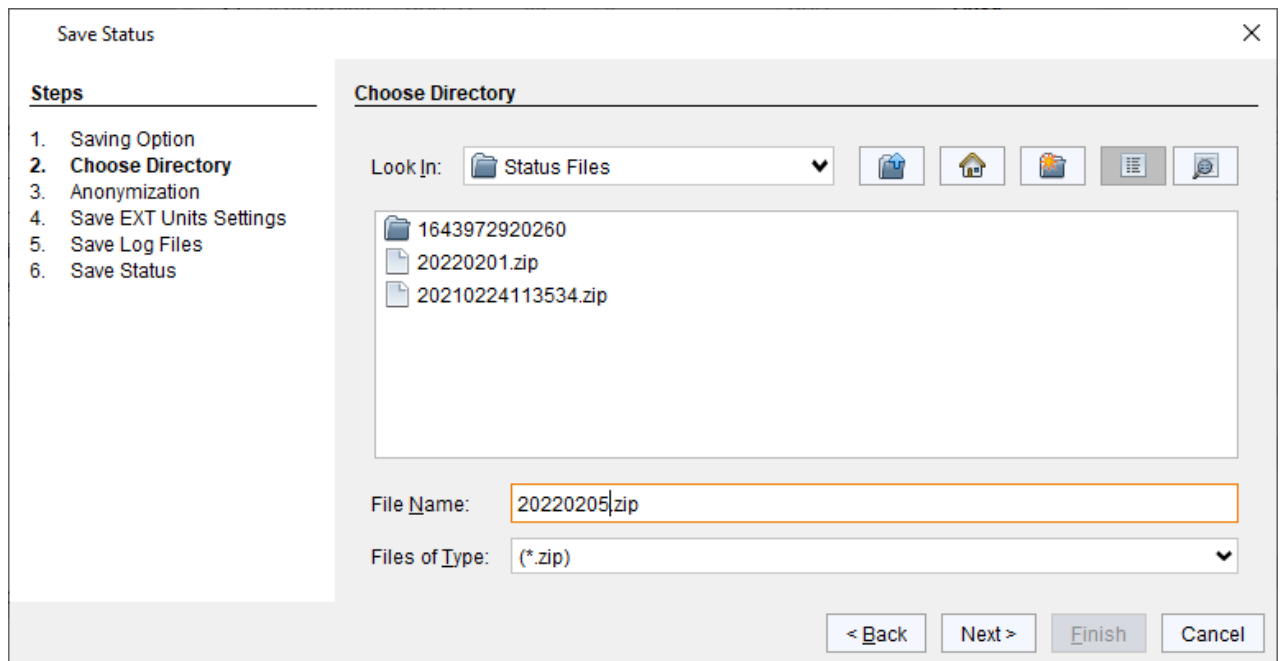 Save Status
Steps
1. Saving Option
2. Choose Directory
3. Anonymization
4. Save EXT Units Settings
5. Save Log Files
6. Save Status
Choose Directory
Look In: Status Files
1643972920260
20220201.zip
20210224113534.zip
File Name: 20220205.zip
Files of Type: (*.zip)
< Back Next > Finish Cancel